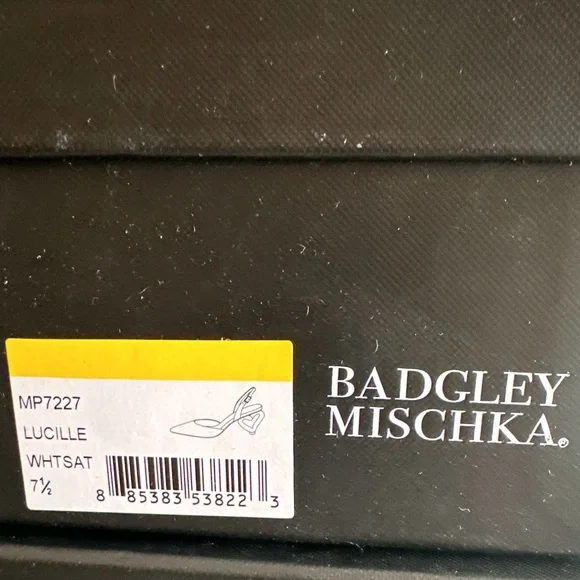 MP7227
LUCILLE
WHTSAT
7½
8 85383 53822 3
BADGLEY
MISCHKA®